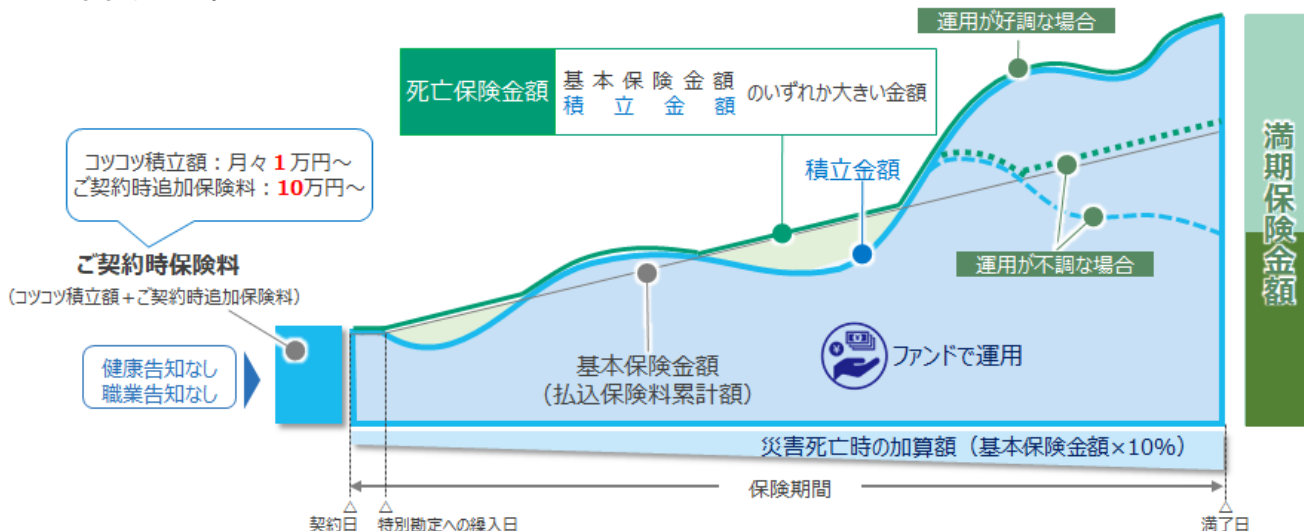 運用が好調な場合
死亡保険金額
基本保険金額
積立金額
のいずれか大きい金額
コツコツ積立額：月々1万円～
ご契約時追加保険料：10万円～
積立金額
ご契約時保険料
（コツコツ積立額＋ご契約時追加保険料）
運用が不調な場合
満期保険金額
健康告知なし
職業告知なし
基本保険金額
（払込保険料累計額）
ファンドで運用
災害死亡時の加算額（基本保険金額×10%）
保険期間
契約日
特別勘定への繰入日
満了日